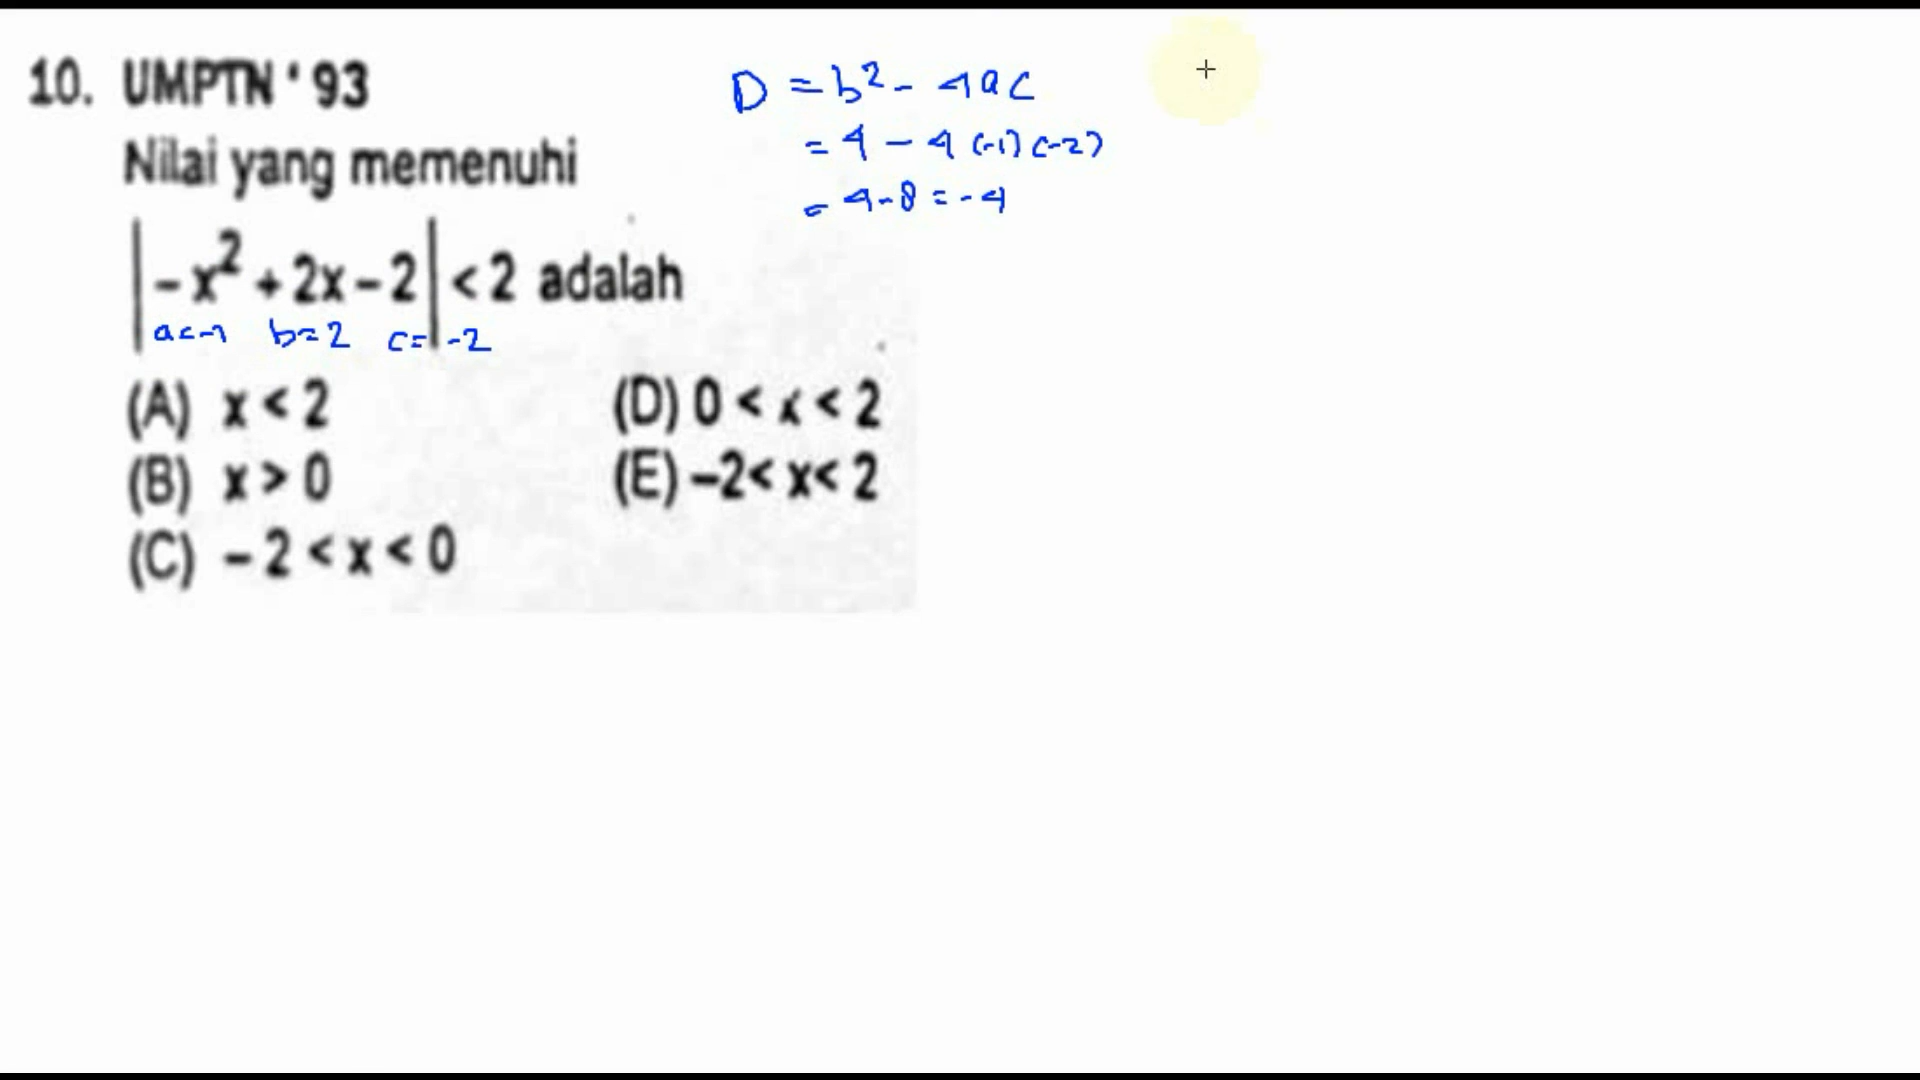 10. UMPTN '93
Nilai yang memenuhi
|-x² + 2x - 2| < 2 adalah
a=-1 b=2 c=-2
(A) x < 2
(B) x > 0
(C) -2 < x < 0
(D) 0 < x < 2
(E) -2 < x < 2
D = b² - 4ac
= 4 - 4(-1)(-2)
= 4-8 = -4